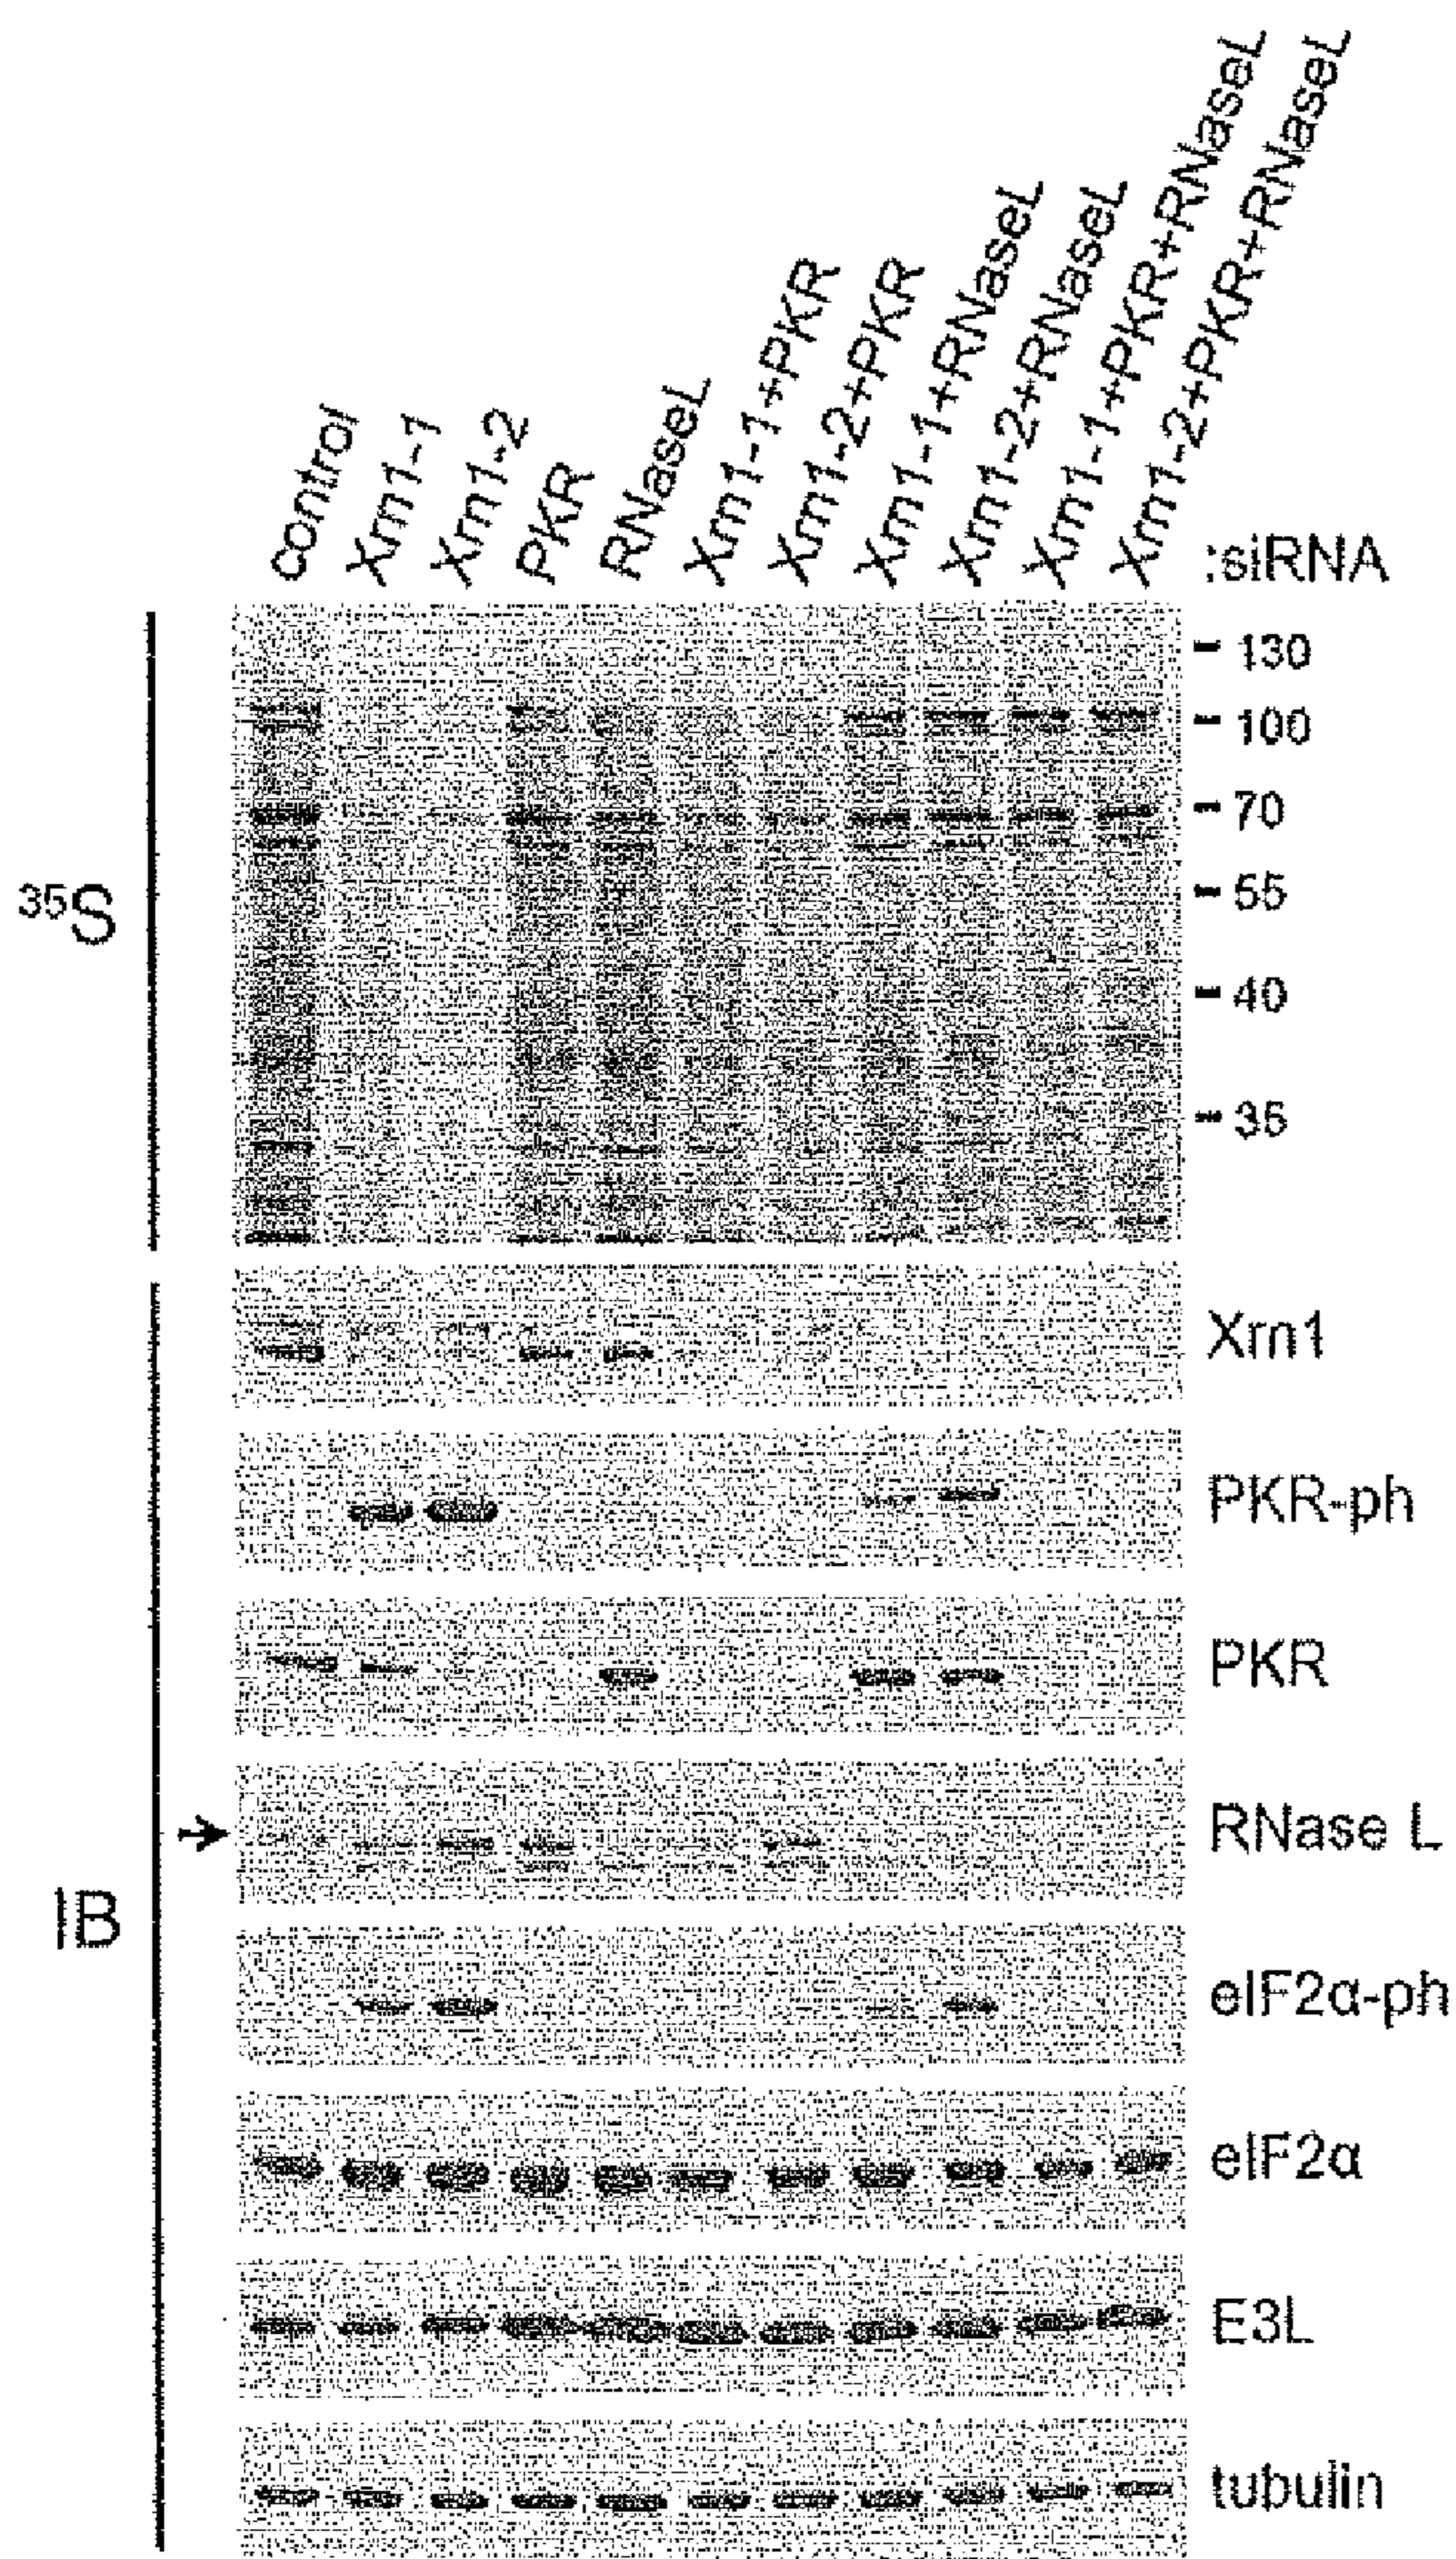 control
Xrn1-1
Xrn1-2
PKR
RNaseL
Xrn1-1+PKR
Xrn1-2+PKR
Xrn1-1+RNaseL
Xrn1-2+RNaseL
Xrn1-1+PKR+RNaseL
Xrn1-2+PKR+RNaseL
:siRNA
35S
130
100
70
55
40
35
IB
Xrn1
PKR-ph
PKR
RNase L
eIF2α-ph
eIF2α
E3L
tubulin